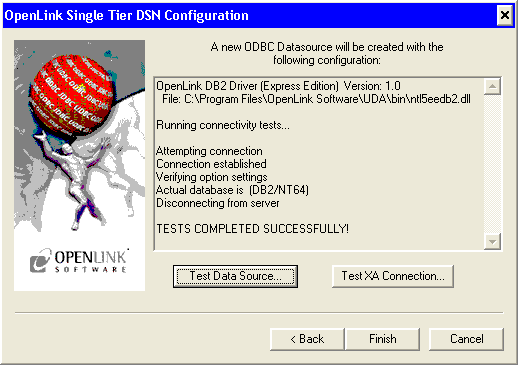 OpenLink Single Tier DSN Configuration
A new ODBC Datasource will be created with the
following configuration:
OpenLink DB2 Driver (Express Edition) Version: 1.0
File: C:\Program Files\OpenLink Software\UDA\bin\ntl5eedb2.dll
Running connectivity tests...
Attempting connection
Connection established
Verifying option settings
Actual database is (DB2/NT64)
Disconnecting from server
TESTS COMPLETED SUCCESSFULLY!
OPENLINK
SOFTWARE
Test Data Source...
Test XA Connection...
< Back
Finish
Cancel